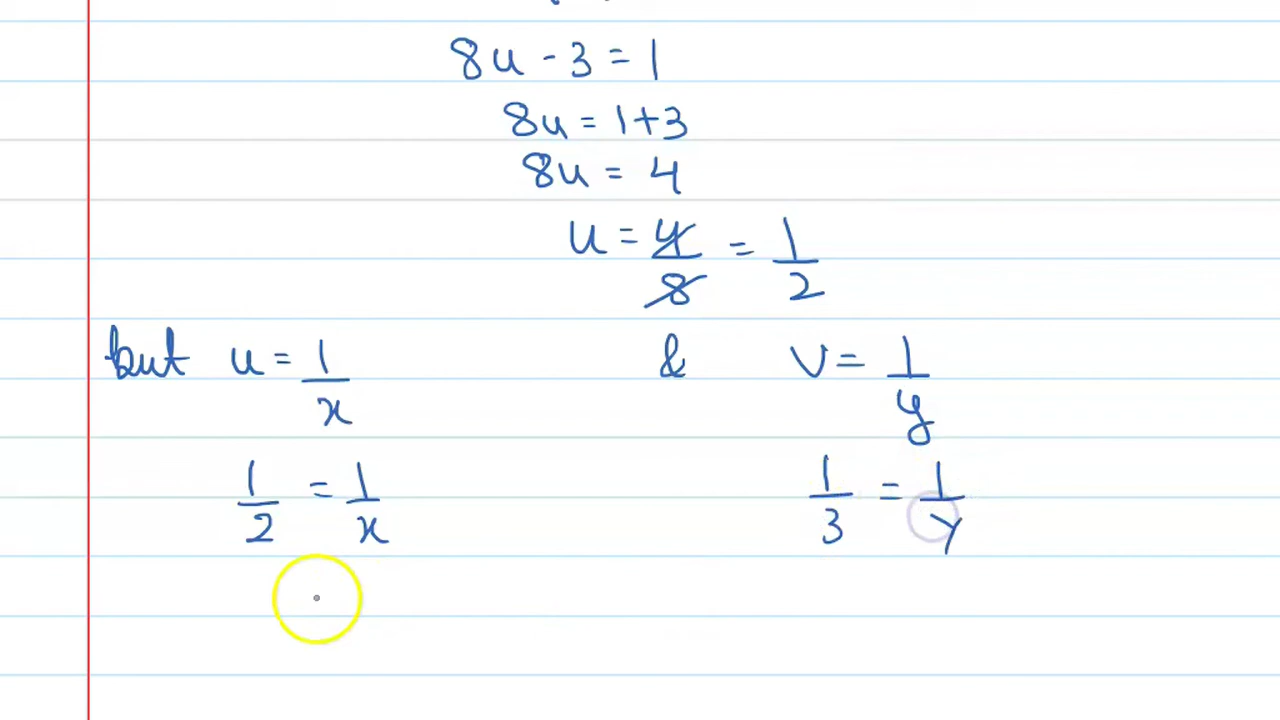 8u - 3 = 1
8u = 1+3
8u = 4
u = 4/8 = 1/2
but u = 1/x & v = 1/y
1/2 = 1/x 1/3 = 1/y